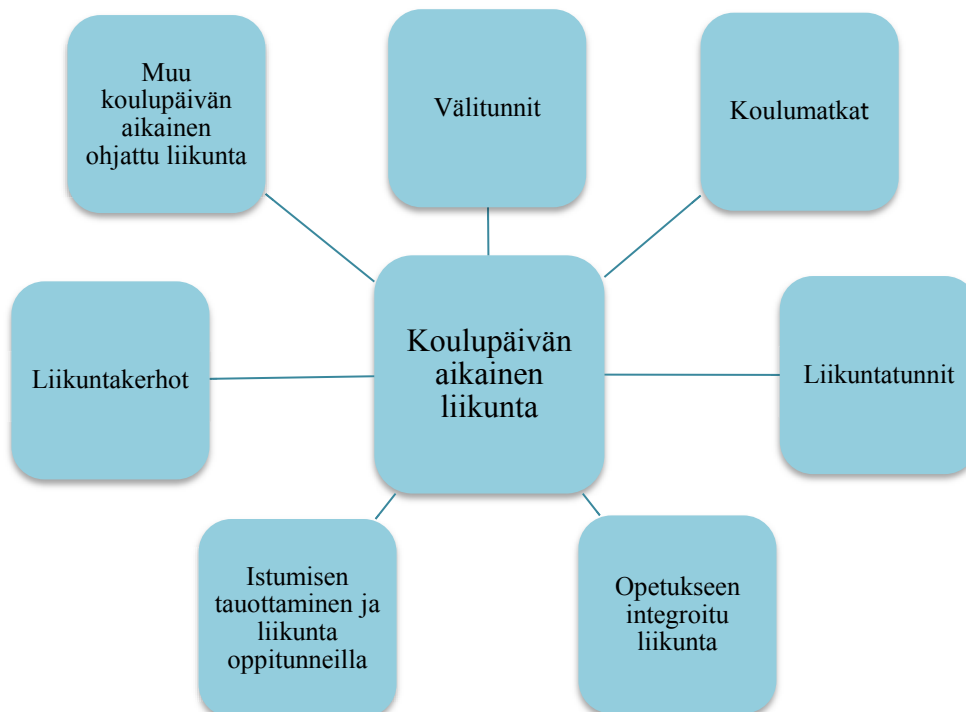 Muu
koulupäivän
aikainen
ohjattu liikunta
Välitunnit
Koulumatkat
Liikuntakerhot
Koulupäivän
aikainen
liikunta
Liikuntatunnit
Istumisen
tauottaminen ja
liikunta
oppitunneilla
Opetukseen
integroitu
liikunta